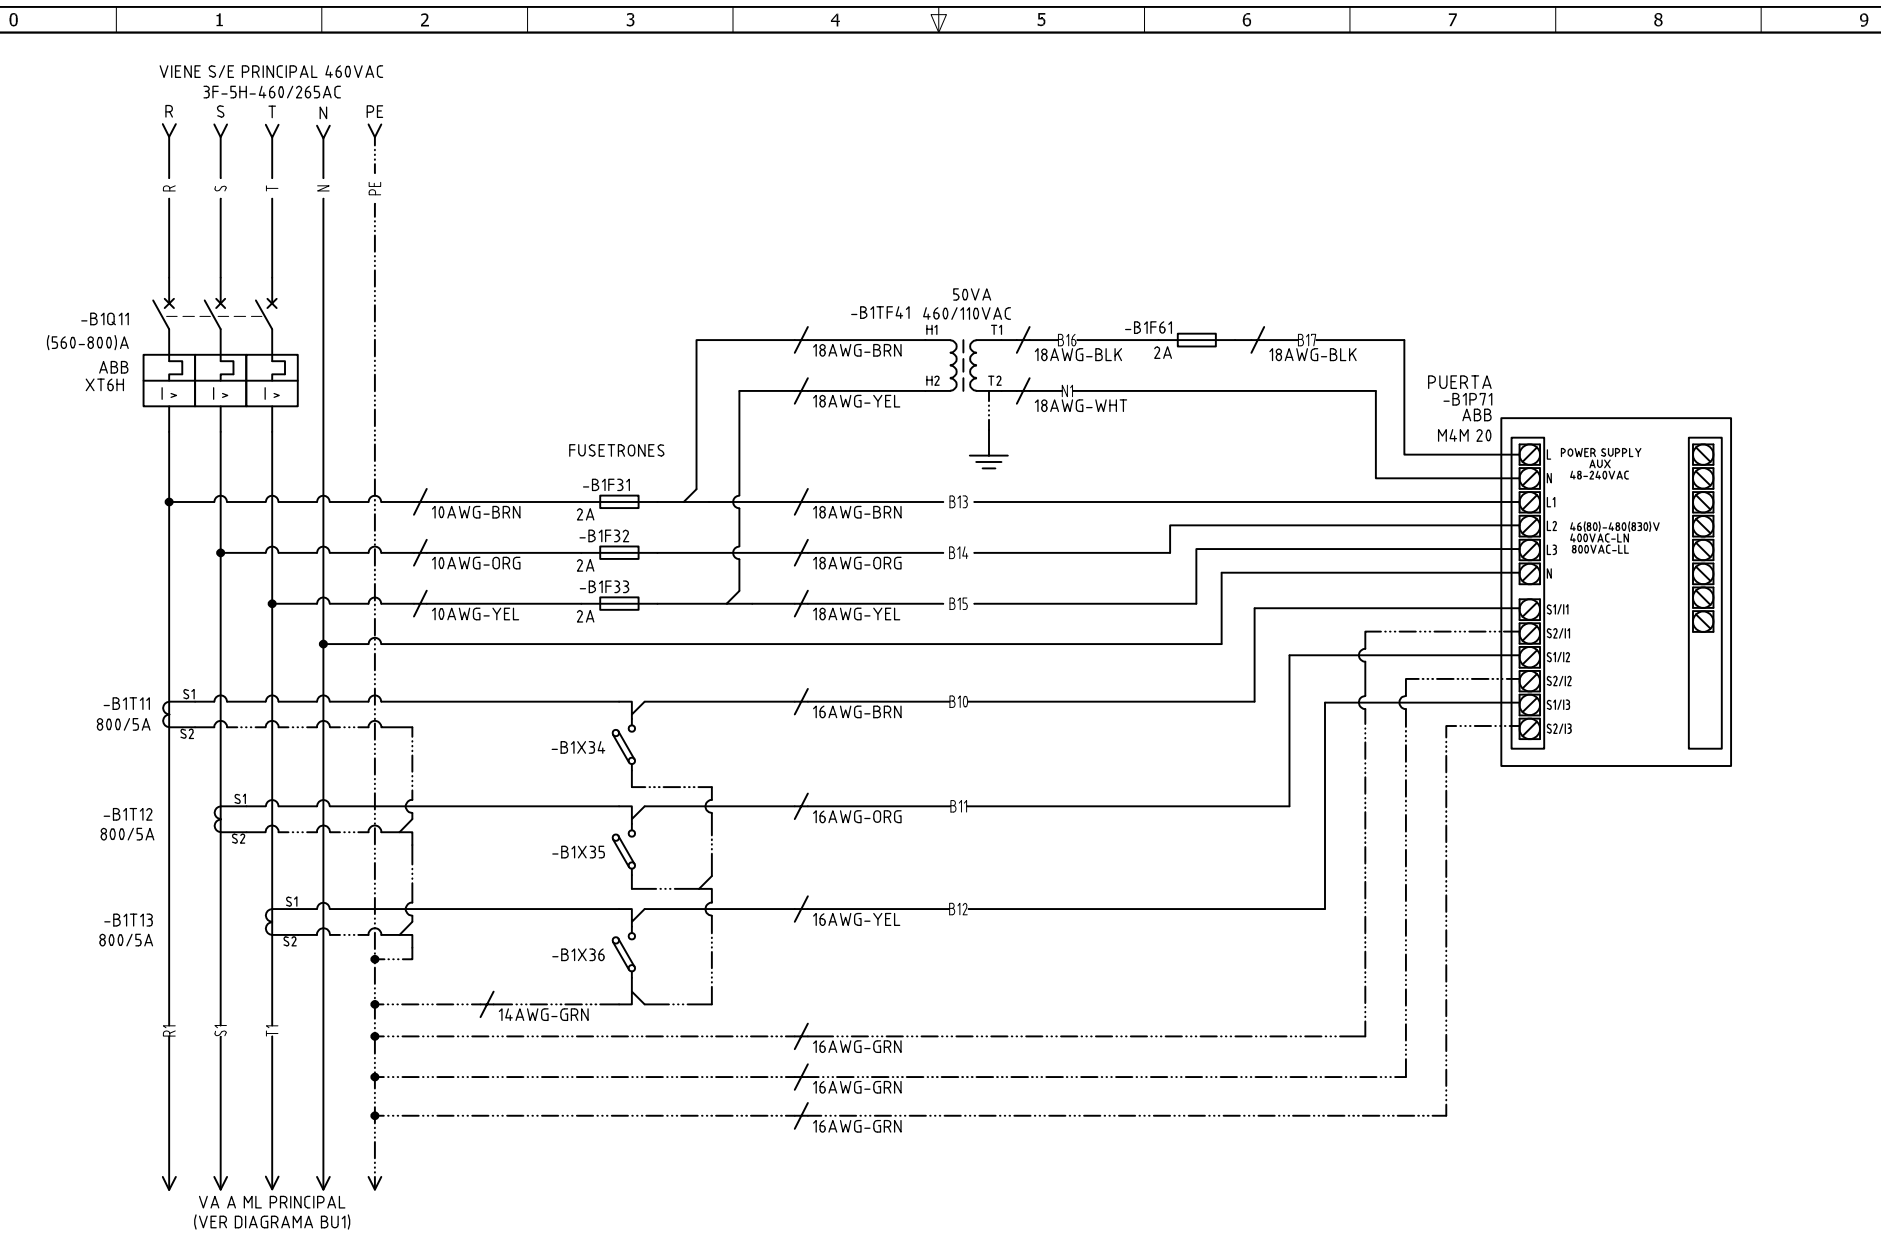 0 1 2 3 4 5 6 7 8 9
VIENE S/E PRINCIPAL 460VAC
3F-5H-460/265AC
R S T N PE
R S T N PE
-B1Q11
(560-800)A
ABB
XT6H
I > I > I >
50VA
-B1TF41 460/110VAC
H1 T1
18AWG-BRN
B16
18AWG-BLK
-B1F61
2A
B17
18AWG-BLK
H2 T2
18AWG-YEL
N1
18AWG-WHT
PUERTA
-B1P71
ABB
M4M 20
L POWER SUPPLY
AUX
N 48-240VAC
L1
L2 46(80)-480(830)V
400VAC-LN
L3 800VAC-LL
N
S1/I1
S2/I1
S1/I2
S2/I2
S1/I3
S2/I3
FUSETRONES
-B1F31
10AWG-BRN 2A 18AWG-BRN B13
-B1F32
10AWG-ORG 2A 18AWG-ORG B14
-B1F33
10AWG-YEL 2A 18AWG-YEL B15
-B1T11
800/5A
S1
S2
16AWG-BRN B10
-B1X34
-B1T12
800/5A
S1
S2
16AWG-ORG B11
-B1X35
-B1T13
800/5A
S1
S2
16AWG-YEL B12
-B1X36
14AWG-GRN
R1 S1 T1
16AWG-GRN
16AWG-GRN
16AWG-GRN
VA A ML PRINCIPAL
(VER DIAGRAMA BU1)